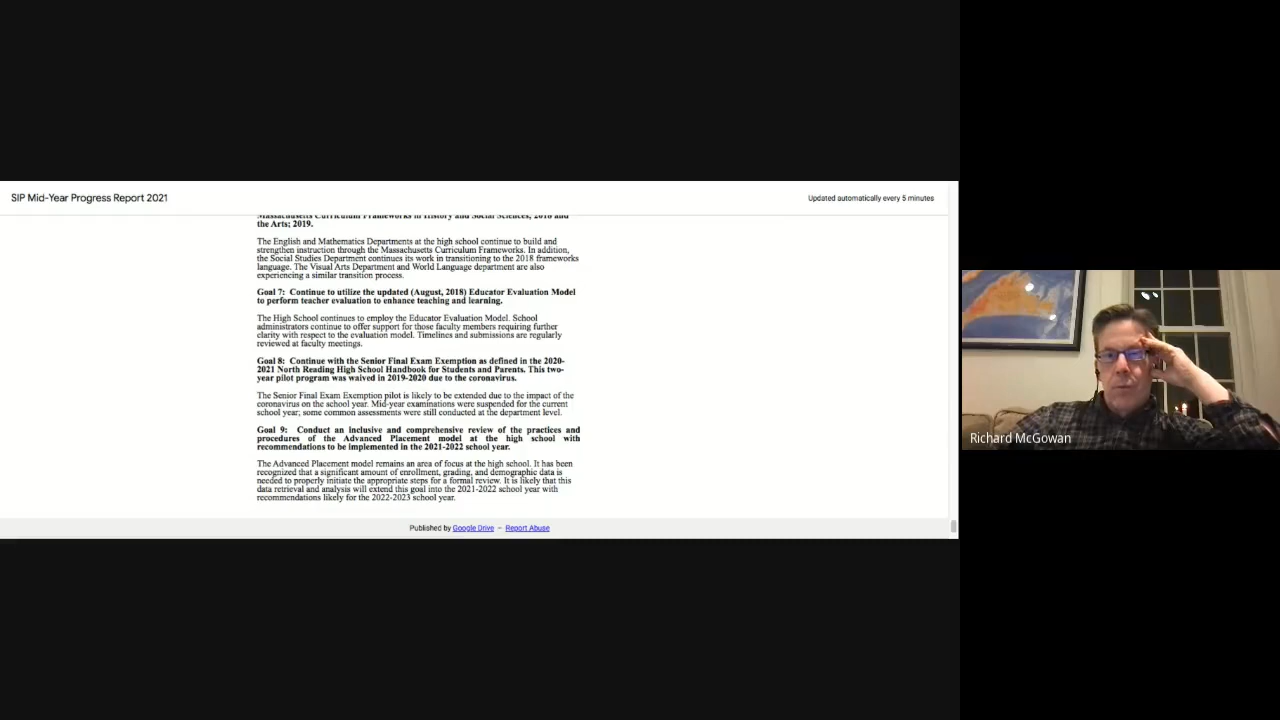 SIP Mid-Year Progress Report 2021
Updated automatically every 5 minutes
Massachusetts Curriculum Frameworks in History and Social Sciences, 2018 and
the Arts; 2019.
The English and Mathematics Departments at the high school continue to build and
strengthen instruction through the Massachusetts Curriculum Frameworks. In addition,
the Social Studies Department continues its work in transitioning to the 2018 frameworks
language. The Visual Arts Department and World Language department are also
experiencing a similar transition process.
Goal 7: Continue to utilize the updated (August, 2018) Educator Evaluation Model
to perform teacher evaluation to enhance teaching and learning.
The High School continues to employ the Educator Evaluation Model. School
administrators continue to offer support for those faculty members requiring further
clarity with respect to the evaluation model. Timelines and submissions are regularly
reviewed at faculty meetings.
Goal 8: Continue with the Senior Final Exam Exemption as defined in the 2020-
2021 North Reading High School Handbook for Students and Parents. This two-
year pilot program was waived in 2019-2020 due to the coronavirus.
The Senior Final Exam Exemption pilot is likely to be extended due to the impact of the
coronavirus on the school year. Mid-year examinations were suspended for the current
school year; some common assessments were still conducted at the department level.
Goal 9: Conduct an inclusive and comprehensive review of the practices and
procedures of the Advanced Placement model at the high school with
recommendations to be implemented in the 2021-2022 school year.
The Advanced Placement model remains an area of focus at the high school. It has been
recognized that a significant amount of enrollment, grading, and demographic data is
needed to properly initiate the appropriate steps for a formal review. It is likely that this
data retrieval and analysis will extend this goal into the 2021-2022 school year with
recommendations likely for the 2022-2023 school year.
Published by Google Drive – Report Abuse
Richard McGowan